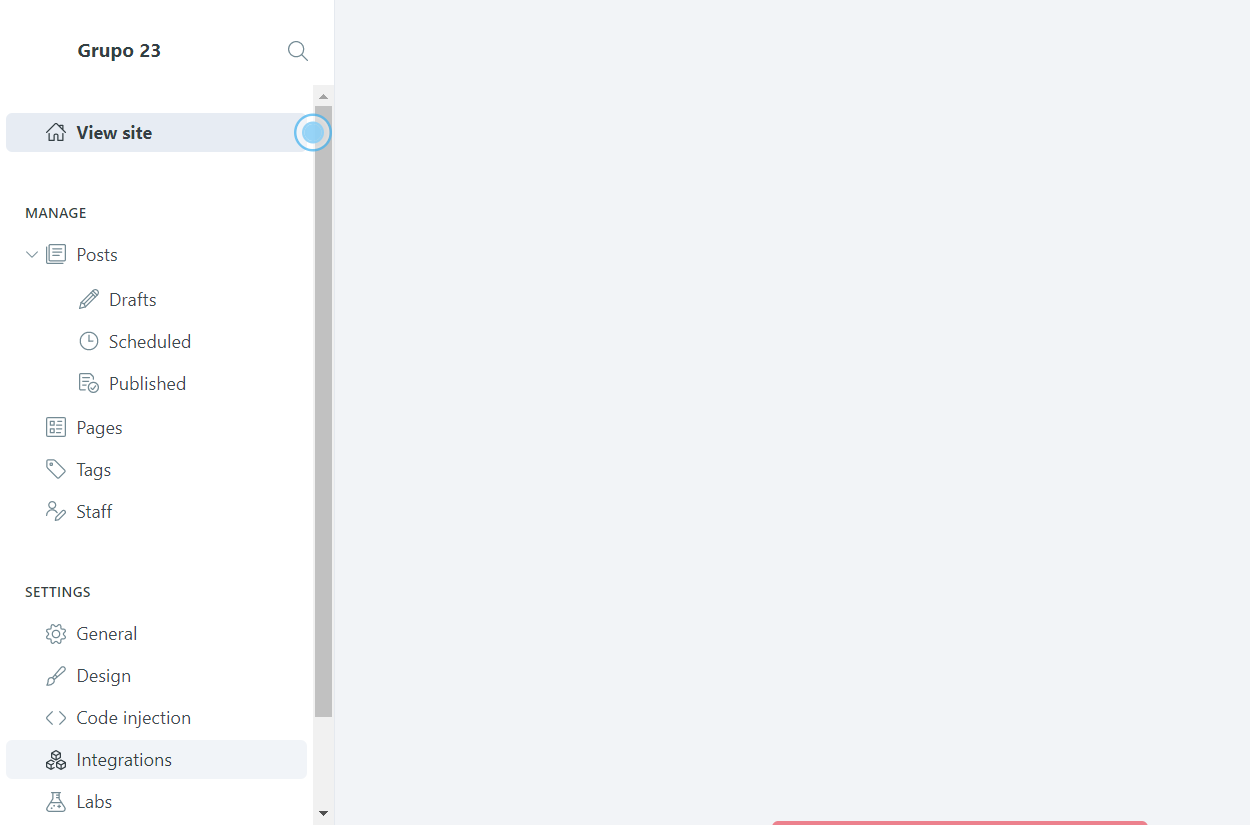 Grupo 23
View site
MANAGE
Posts
Drafts
Scheduled
Published
Pages
Tags
Staff
SETTINGS
General
Design
Code injection
Integrations
Labs